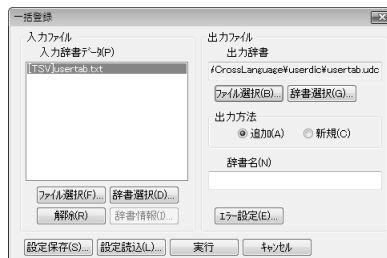 一括登録
入力ファイル
入力辞書データ(P)
[TSV]usertab.txt
ファイル選択(F)... 辞書選択(D)...
解除(R) 辞書情報(I)...
出力ファイル
出力辞書
¥CrossLanguage¥userdic¥usertab.udc
ファイル選択(B)... 辞書選択(G)...
出力方法
追加(A) 新規(C)
辞書名(N)
エラー設定(E)...
設定保存(S)... 設定読込(L)... 実行 キャンセル